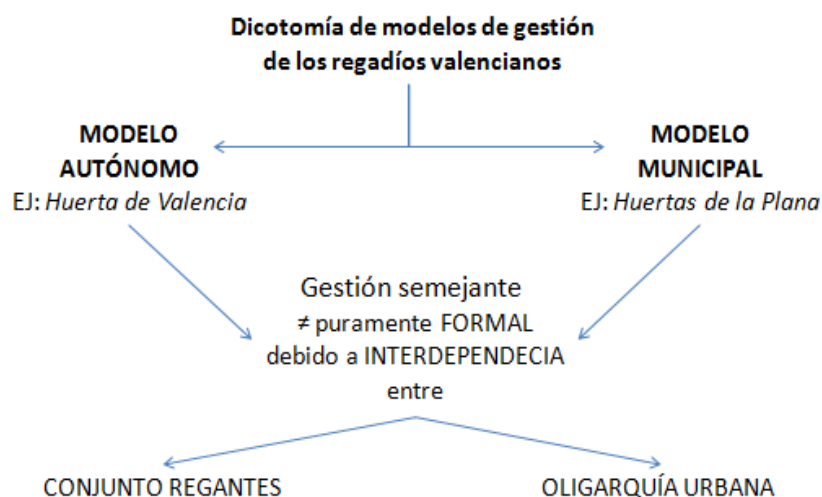 Dicotomía de modelos de gestión
de los regadíos valencianos
MODELO
AUTÓNOMO
EJ: Huerta de Valencia
MODELO
MUNICIPAL
EJ: Huertas de la Plana
Gestión semejante
≠ puramente FORMAL
debido a INTERDEPENDECIA
entre
CONJUNTO REGANTES
OLIGARQUÍA URBANA